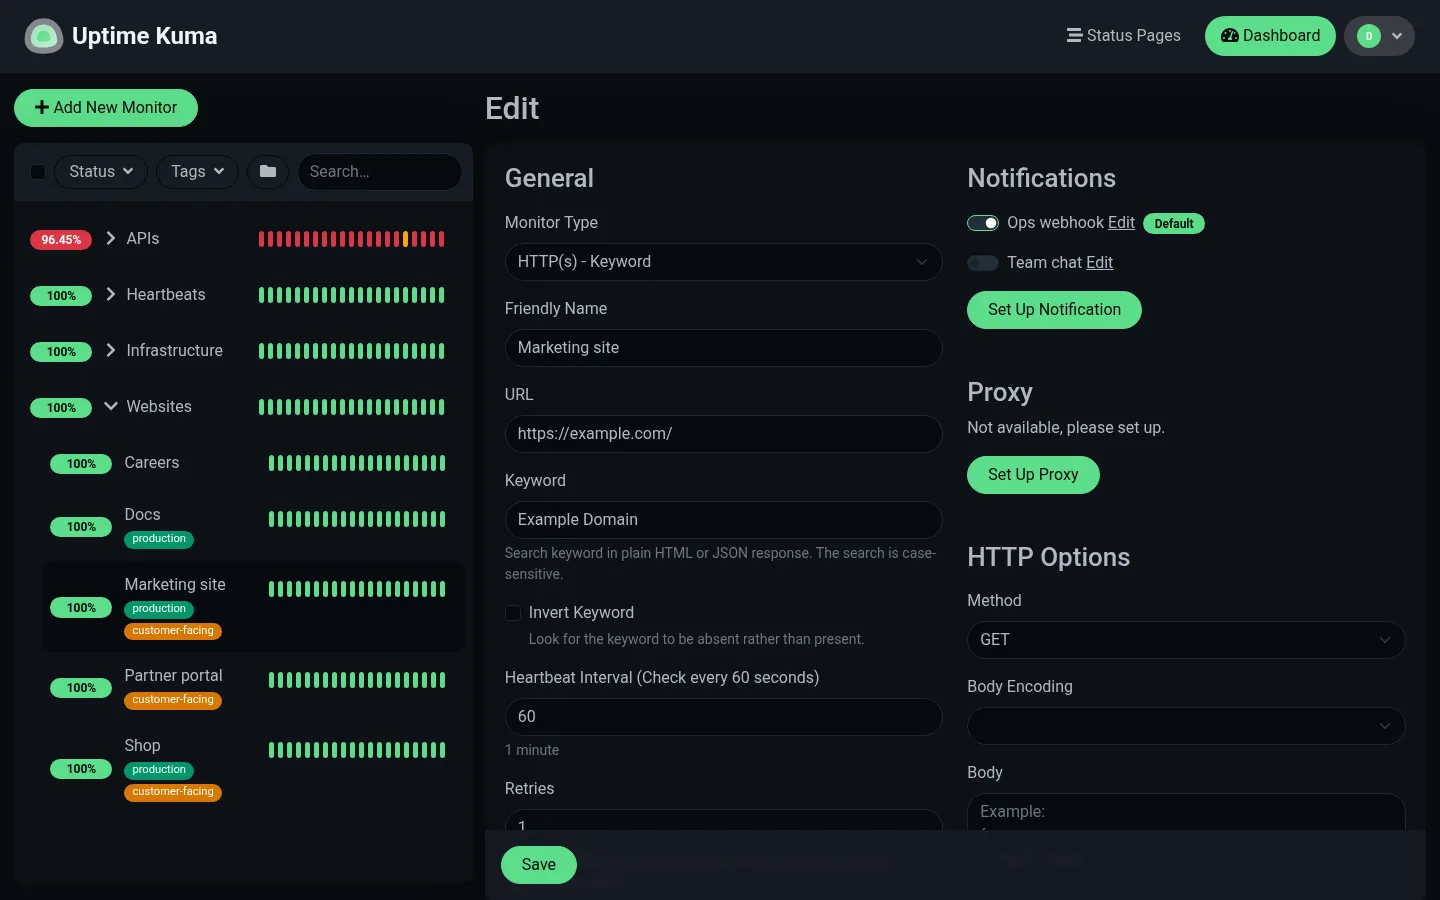 Uptime Kuma
Status Pages
Dashboard
D
Add New Monitor
Status
Tags
Search...
96.45% APIs
100% Heartbeats
100% Infrastructure
100% Websites
100% Careers
100% Docs
production
100% Marketing site
production
customer-facing
100% Partner portal
customer-facing
100% Shop
production
customer-facing
Edit
General
Monitor Type
HTTP(s) - Keyword
Friendly Name
Marketing site
URL
https://example.com/
Keyword
Example Domain
Search keyword in plain HTML or JSON response. The search is case-
sensitive.
Invert Keyword
Look for the keyword to be absent rather than present.
Heartbeat Interval (Check every 60 seconds)
60
1 minute
Retries
1
Save
Notifications
Ops webhook Edit Default
Team chat Edit
Set Up Notification
Proxy
Not available, please set up.
Set Up Proxy
HTTP Options
Method
GET
Body Encoding
Body
Example: